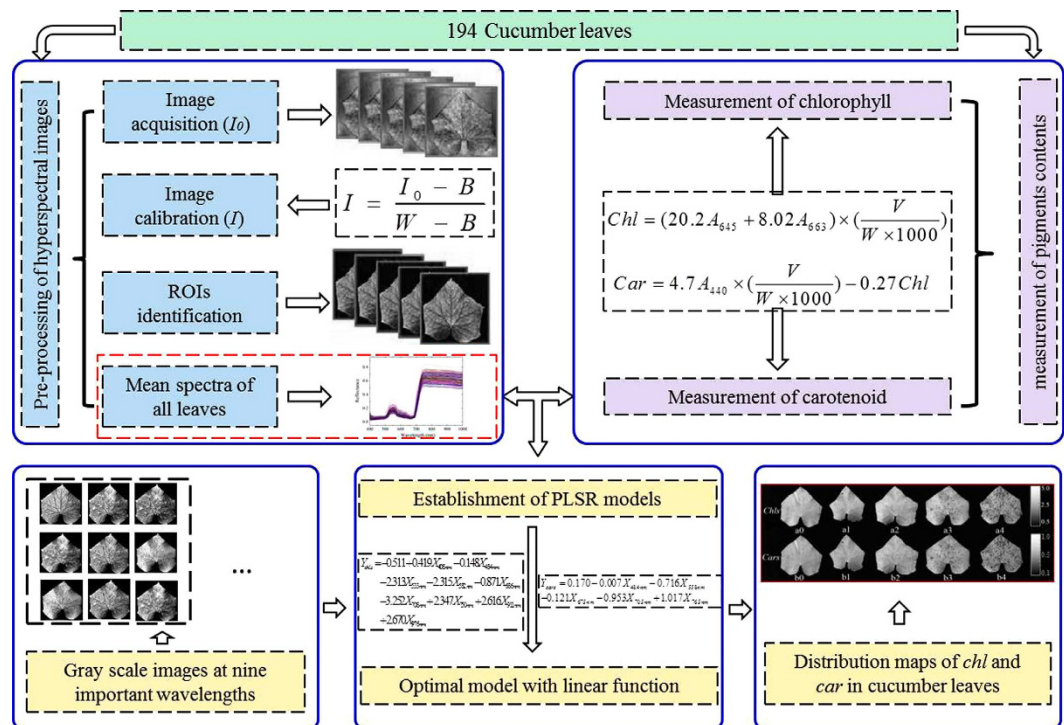 194 Cucumber leaves
Pre-processing of hyperspectral images
Image
acquisition (I₀)
Image
calibration (I)
I = (I₀ − B) / (W − B)
ROIs
identification
Mean spectra of
all leaves
Measurement of chlorophyll
Chl = (20.2A₆₄₅ + 8.02A₆₆₃) × (V / (W × 1000))
Car = 4.7A₄₄₀ × (V / (W × 1000)) − 0.27Chl
Measurement of carotenoid
measurement of pigments contents
...
Gray scale images at nine
important wavelengths
Establishment of PLSR models
Optimal model with linear function
Chls
a0 a1 a2 a3 a4
Cars
b0 b1 b2 b3 b4
Distribution maps of chl and
car in cucumber leaves